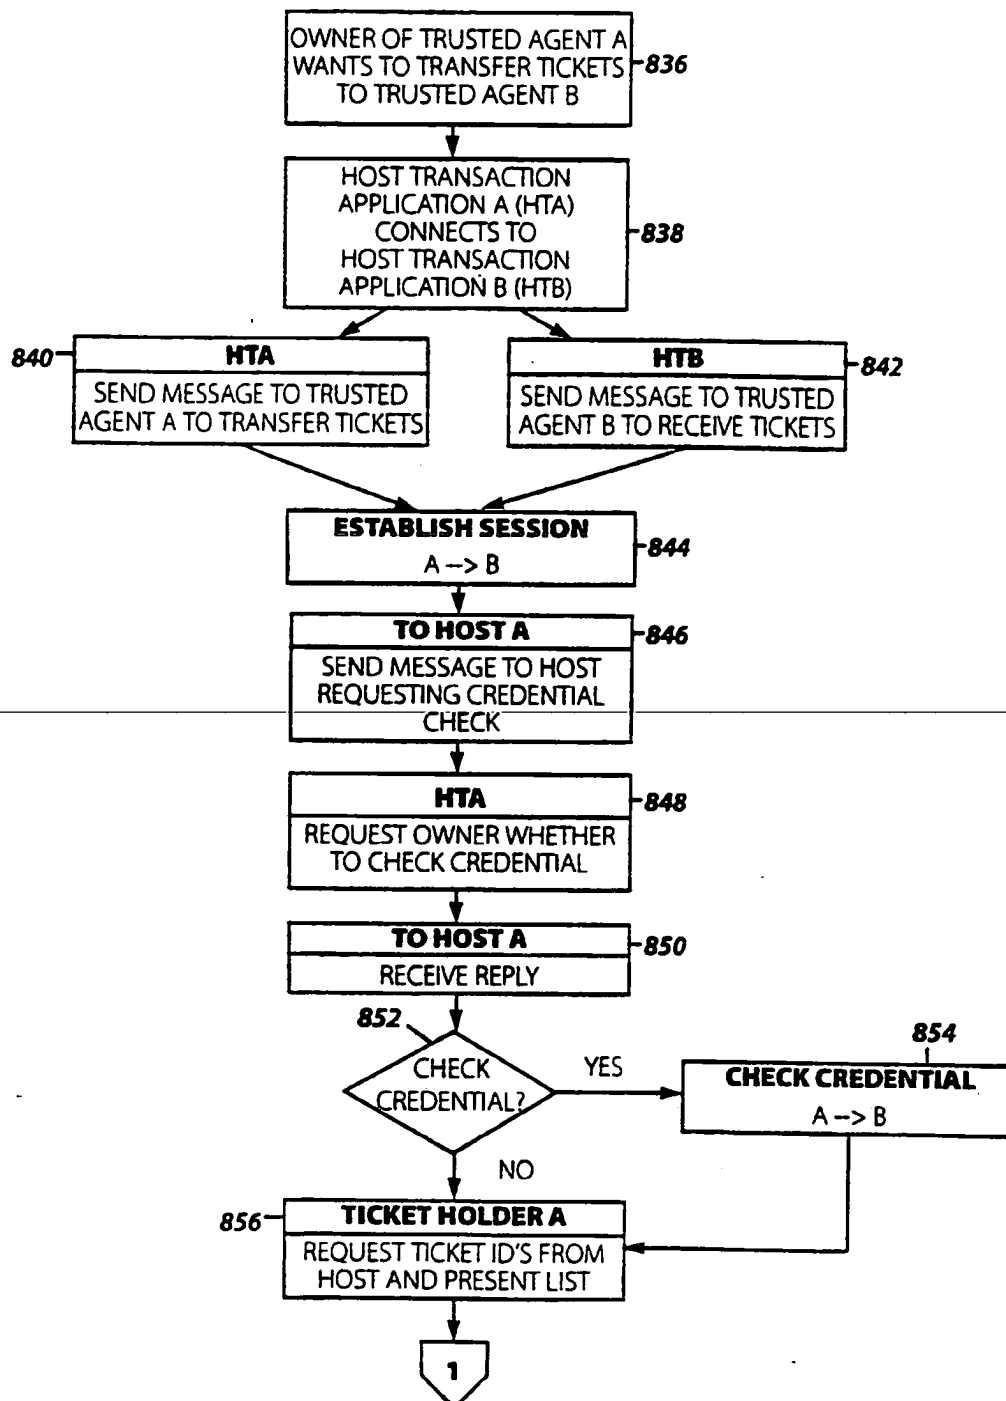 OWNER OF TRUSTED AGENT A
WANTS TO TRANSFER TICKETS
TO TRUSTED AGENT B
836
HOST TRANSACTION
APPLICATION A (HTA)
CONNECTS TO
HOST TRANSACTION
APPLICATION B (HTB)
838
840
HTA
SEND MESSAGE TO TRUSTED
AGENT A TO TRANSFER TICKETS
HTB
842
SEND MESSAGE TO TRUSTED
AGENT B TO RECEIVE TICKETS
ESTABLISH SESSION
A --> B
844
TO HOST A
846
SEND MESSAGE TO HOST
REQUESTING CREDENTIAL
CHECK
HTA
848
REQUEST OWNER WHETHER
TO CHECK CREDENTIAL
TO HOST A
850
RECEIVE REPLY
852
CHECK
CREDENTIAL?
YES
854
CHECK CREDENTIAL
A --> B
NO
856
TICKET HOLDER A
REQUEST TICKET ID'S FROM
HOST AND PRESENT LIST
1